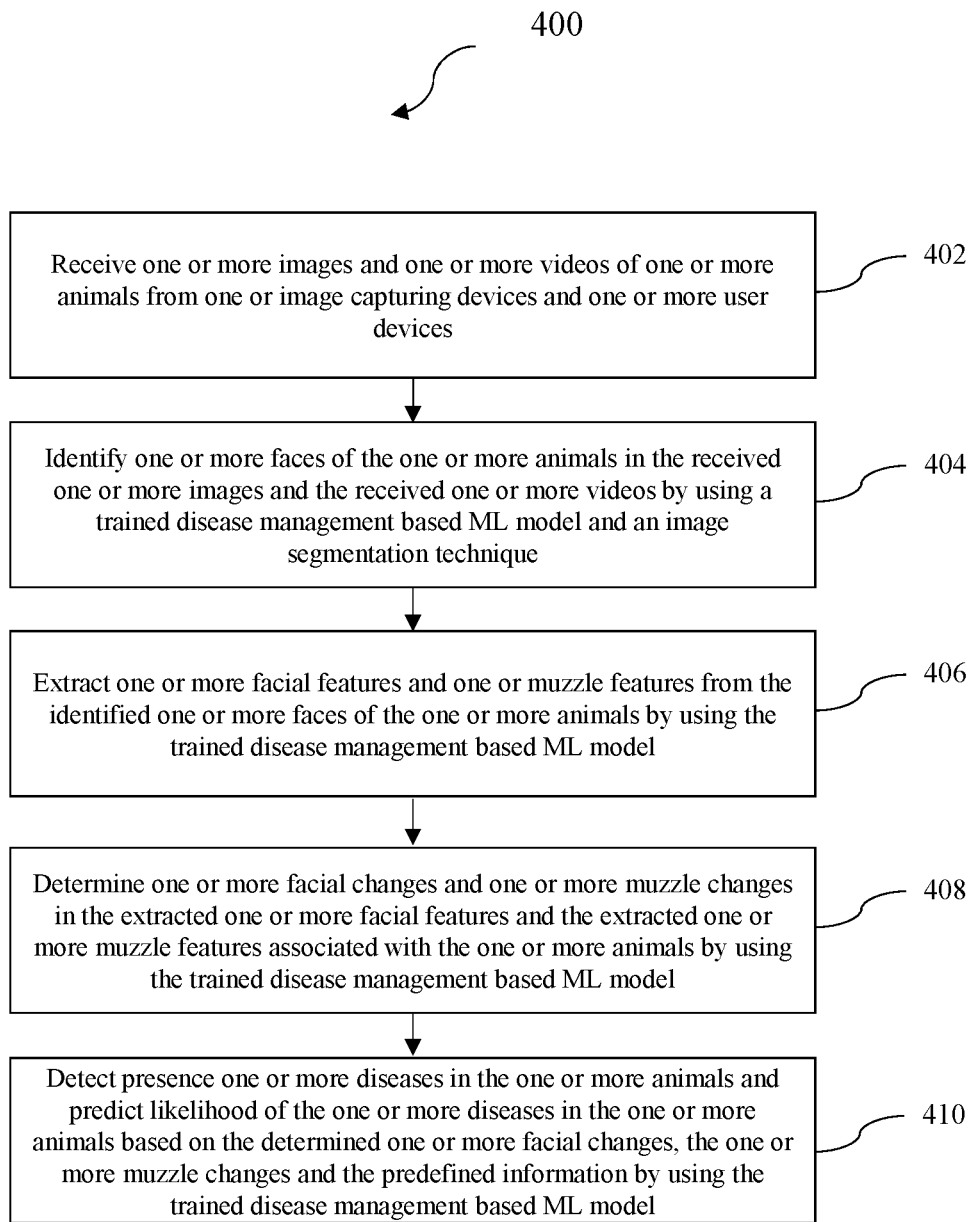 400
Receive one or more images and one or more videos of one or more
animals from one or image capturing devices and one or more user
devices
402
Identify one or more faces of the one or more animals in the received
one or more images and the received one or more videos by using a
trained disease management based ML model and an image
segmentation technique
404
Extract one or more facial features and one or muzzle features from the
identified one or more faces of the one or more animals by using the
trained disease management based ML model
406
Determine one or more facial changes and one or more muzzle changes
in the extracted one or more facial features and the extracted one or
more muzzle features associated with the one or more animals by using
the trained disease management based ML model
408
Detect presence one or more diseases in the one or more animals and
predict likelihood of the one or more diseases in the one or more
animals based on the determined one or more facial changes, the one or
more muzzle changes and the predefined information by using the
trained disease management based ML model
410